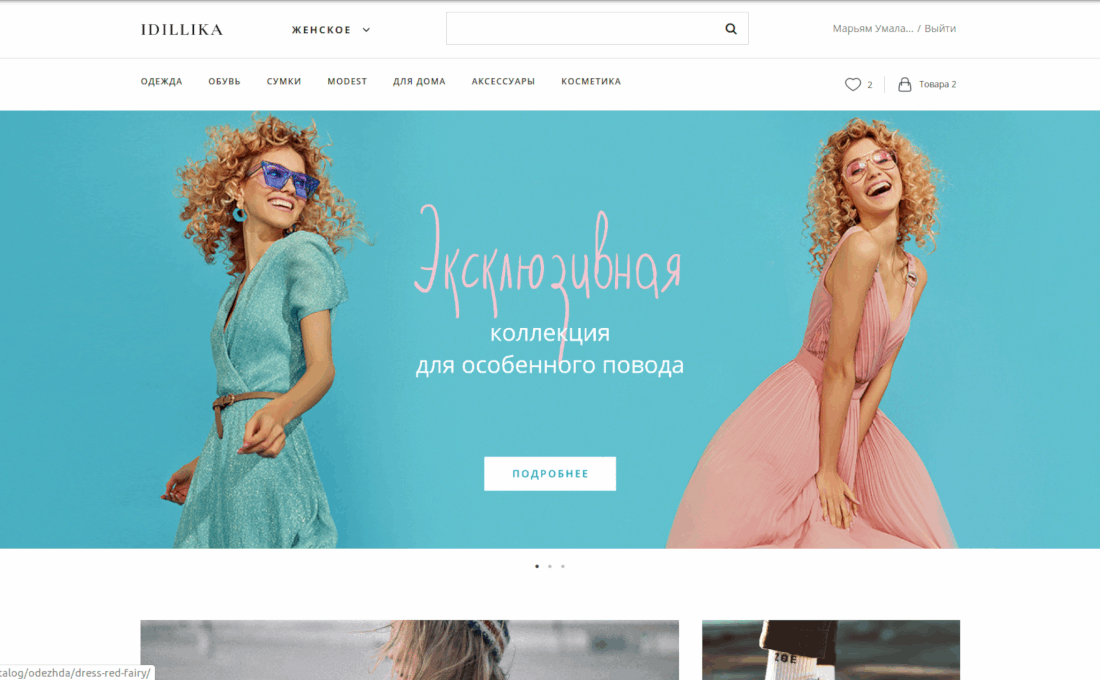 IDILLIKA
ЖЕНСКОЕ
Марьям Умала... / Выйти
ОДЕЖДА ОБУВЬ СУМКИ MODEST ДЛЯ ДОМА АКСЕССУАРЫ КОСМЕТИКА
2
Товара 2
Эксклюзивная
коллекция
для особенного повода
ПОДРОБНЕЕ
ZOE
talog/odezhda/dress-red-fairy/